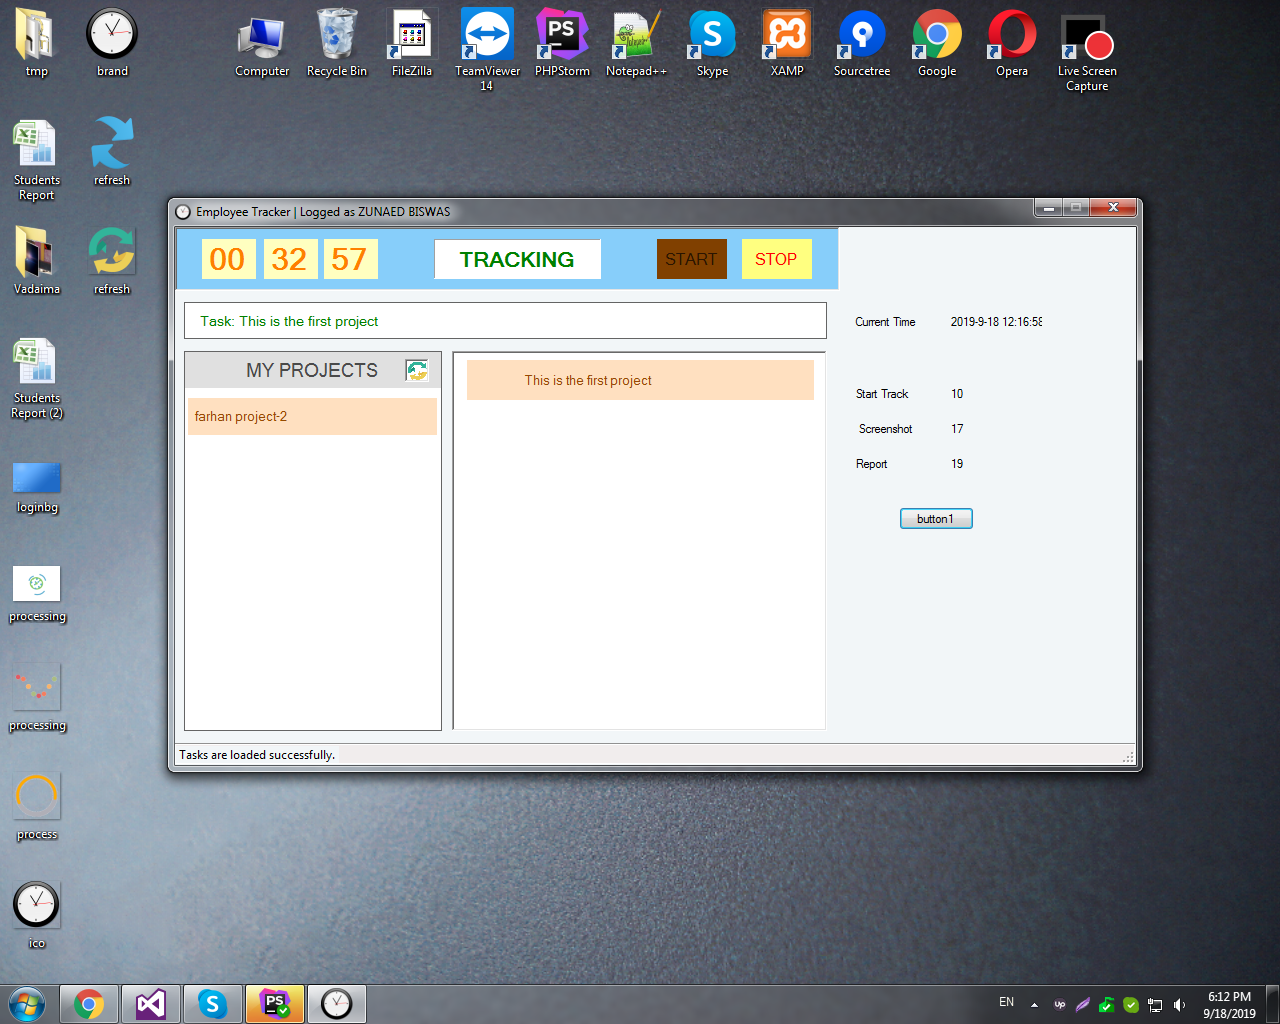 tmp
brand
Computer
Recycle Bin
FileZilla
TeamViewer
14
PHPStorm
Notepad++
Skype
XAMP
Sourcetree
Google
Opera
Live Screen
Capture
PS
S
Students
Report
refresh
Vadaima
refresh
Students
Report (2)
loginbg
processing
processing
process
ico
Employee Tracker | Logged as ZUNAED BISWAS
00 32 57
TRACKING
START
STOP
Task: This is the first project
Current Time 2019-9-18 12:16:58
MY PROJECTS
This is the first project
farhan project-2
Start Track 10
Screenshot 17
Report 19
button1
Tasks are loaded successfully.
S
PS
EN
up
6:12 PM
9/18/2019